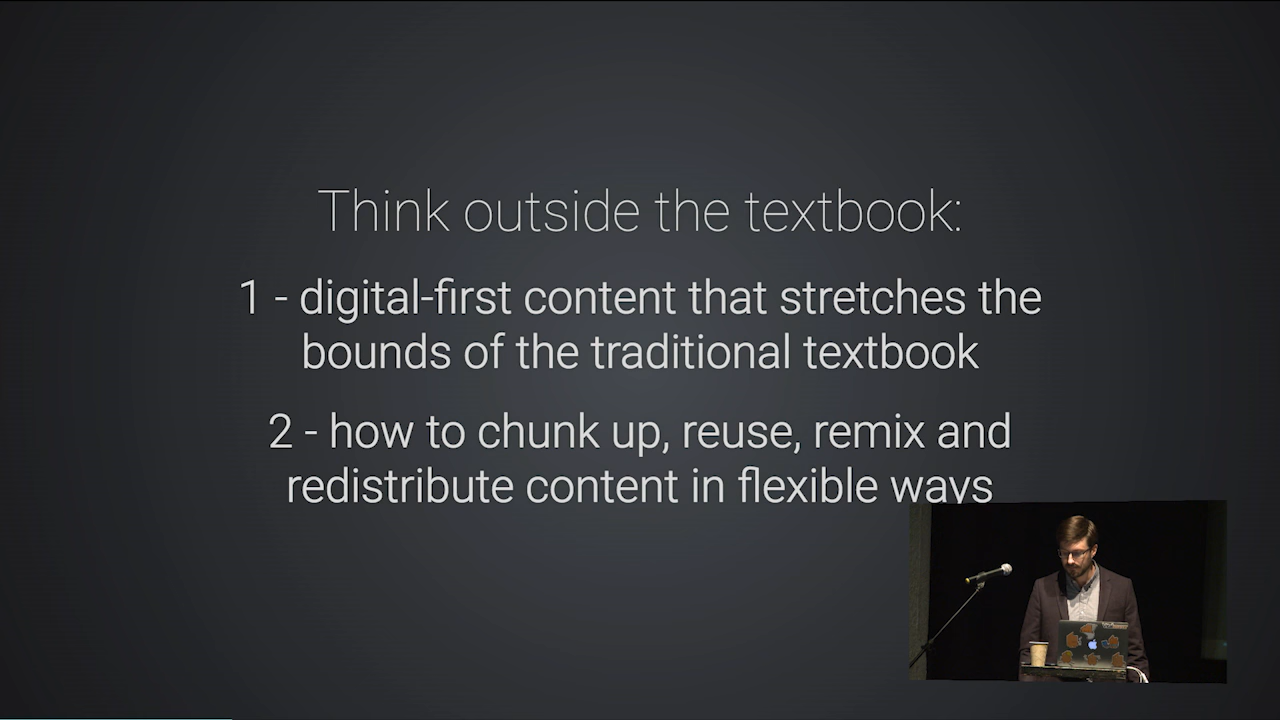 Think outside the textbook:
1 - digital-first content that stretches the
bounds of the traditional textbook
2 - how to chunk up, reuse, remix and
redistribute content in flexible ways